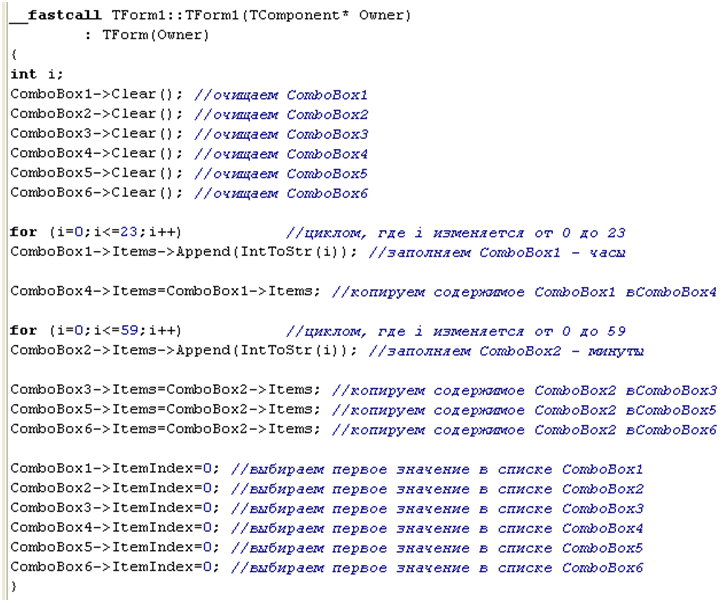 __fastcall TForm1::TForm1(TComponent* Owner)
        : TForm(Owner)
{
int i;
ComboBox1->Clear(); //очищаем ComboBox1
ComboBox2->Clear(); //очищаем ComboBox2
ComboBox3->Clear(); //очищаем ComboBox3
ComboBox4->Clear(); //очищаем ComboBox4
ComboBox5->Clear(); //очищаем ComboBox5
ComboBox6->Clear(); //очищаем ComboBox6
for (i=0;i<=23;i++)          //циклом, где i изменяется от 0 до 23
ComboBox1->Items->Append(IntToStr(i)); //заполняем ComboBox1 - часы
ComboBox4->Items=ComboBox1->Items; //копируем содержимое ComboBox1 вComboBox4
for (i=0;i<=59;i++)          //циклом, где i изменяется от 0 до 59
ComboBox2->Items->Append(IntToStr(i)); //заполняем ComboBox2 - минуты
ComboBox3->Items=ComboBox2->Items; //копируем содержимое ComboBox2 вComboBox3
ComboBox5->Items=ComboBox2->Items; //копируем содержимое ComboBox2 вComboBox5
ComboBox6->Items=ComboBox2->Items; //копируем содержимое ComboBox2 вComboBox6
ComboBox1->ItemIndex=0; //выбираем первое значение в списке ComboBox1
ComboBox2->ItemIndex=0; //выбираем первое значение в списке ComboBox2
ComboBox3->ItemIndex=0; //выбираем первое значение в списке ComboBox3
ComboBox4->ItemIndex=0; //выбираем первое значение в списке ComboBox4
ComboBox5->ItemIndex=0; //выбираем первое значение в списке ComboBox5
ComboBox6->ItemIndex=0; //выбираем первое значение в списке ComboBox6
}